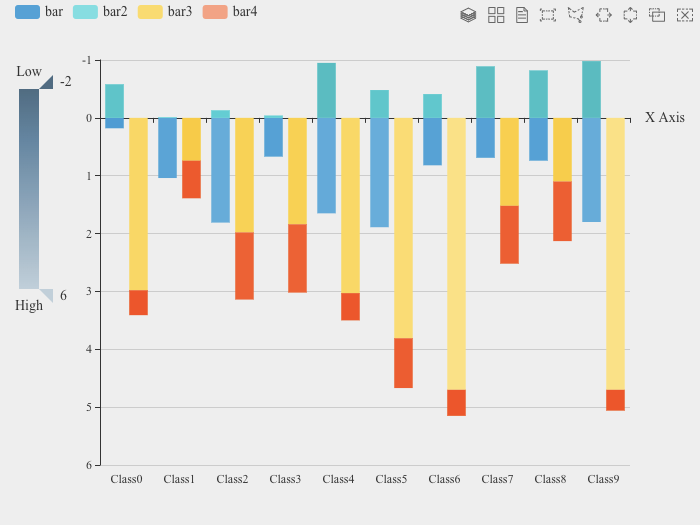 bar bar2 bar3 bar4
Low
-2
6
High
-1
0
1
2
3
4
5
6
X Axis
Class0 Class1 Class2 Class3 Class4 Class5 Class6 Class7 Class8 Class9